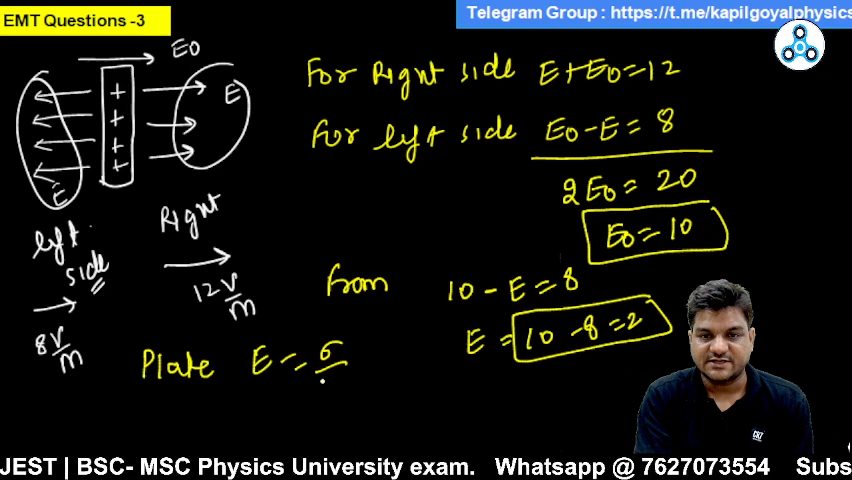 EMT Questions -3
Telegram Group : https://t.me/kapilgoyalphysics
E0
+
+
+
+
E
E
left side
Right
8 V/m
12 V/m
For Right side E+E0=12
For left side E0-E=8
2E0=20
E0=10
From 10-E=8
E=10-8=2
Plate E=σ
JEST | BSC- MSC Physics University exam. Whatsapp @ 7627073554 Subs